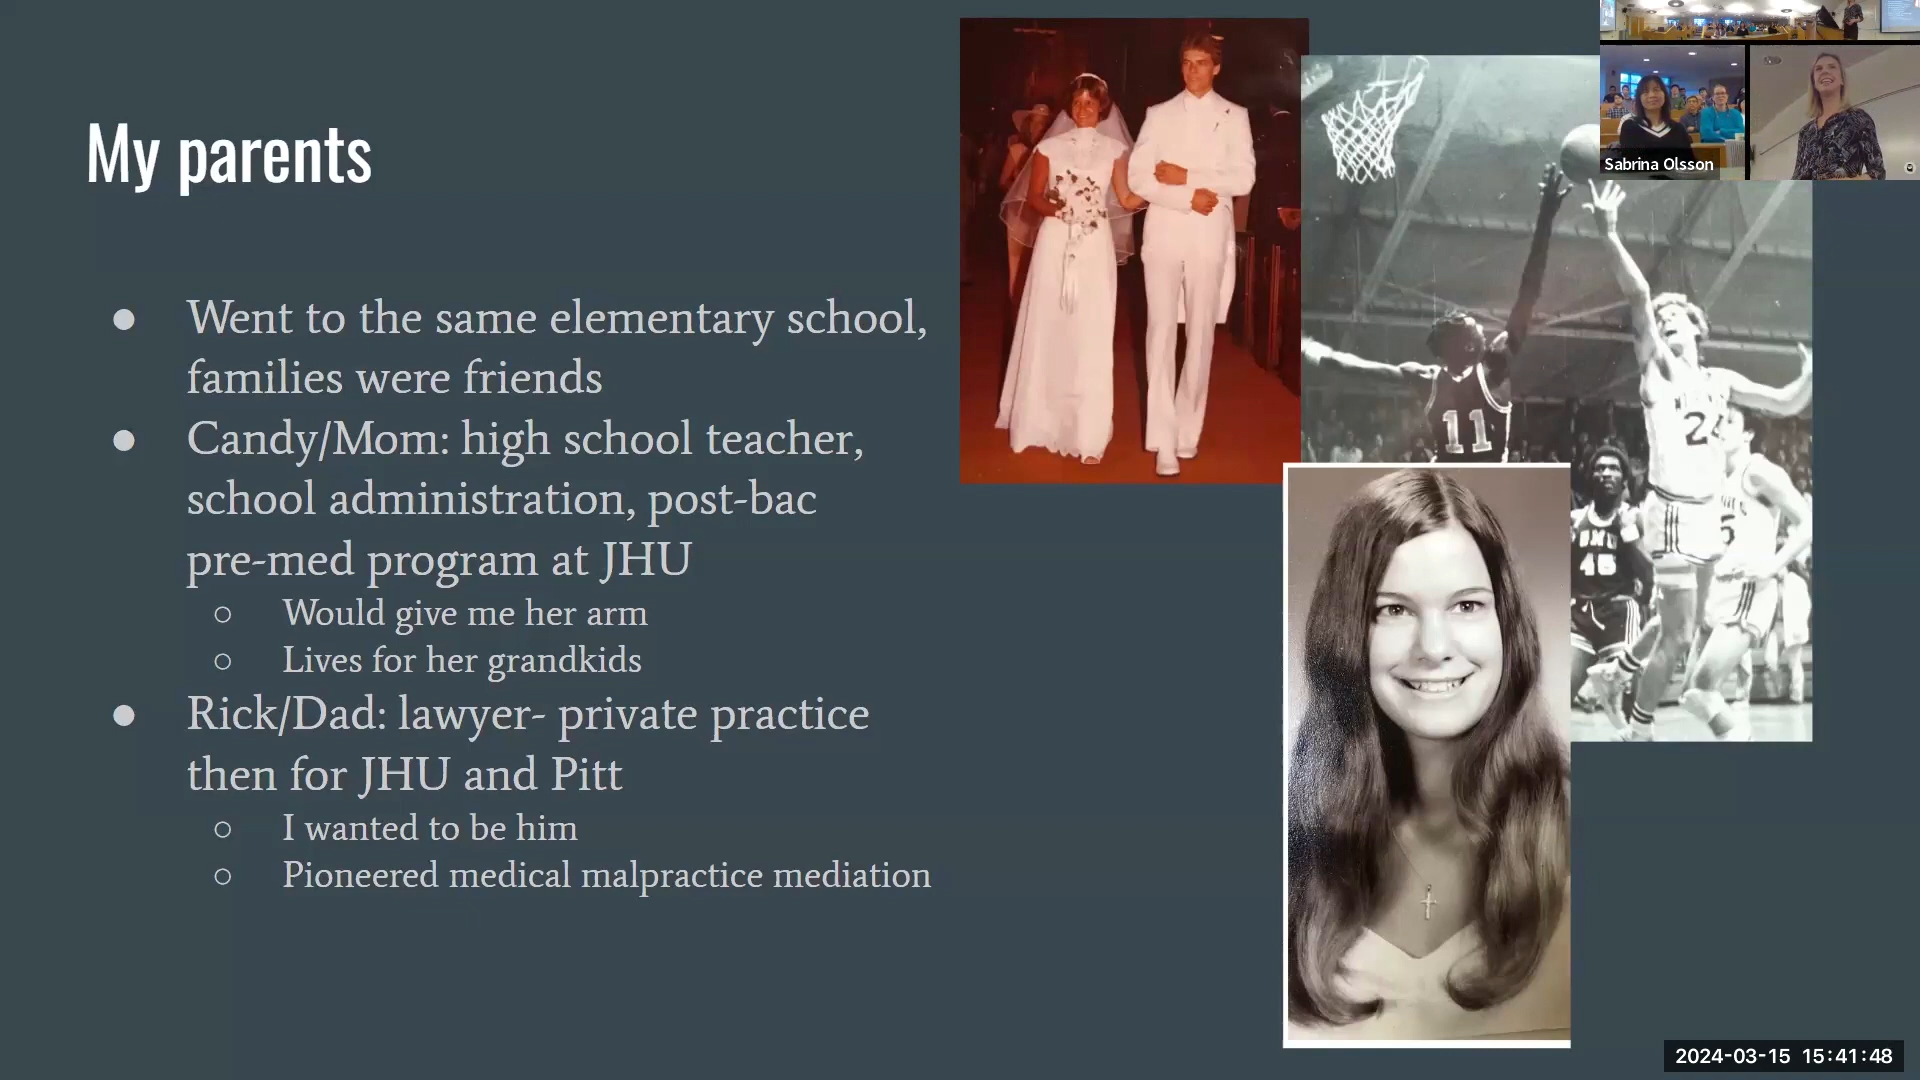 My parents
● Went to the same elementary school,
families were friends
● Candy/Mom: high school teacher,
school administration, post-bac
pre-med program at JHU
○ Would give me her arm
○ Lives for her grandkids
● Rick/Dad: lawyer- private practice
then for JHU and Pitt
○ I wanted to be him
○ Pioneered medical malpractice mediation
Sabrina Olsson
11
45
2024-03-15 15:41:48